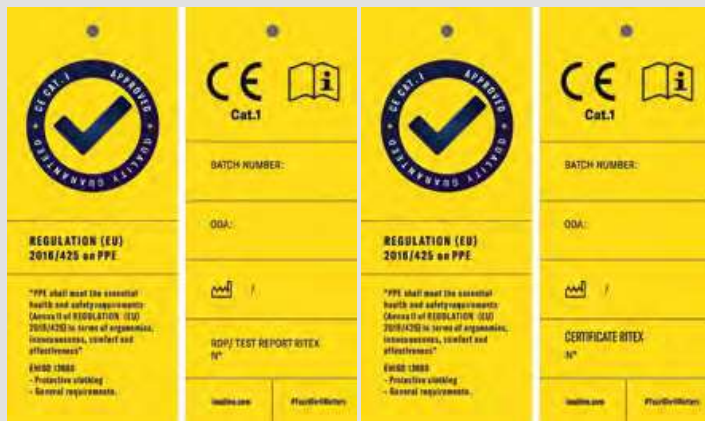 CE CAT. I APPROVED
QUALITY GUARANTEED
REGULATION (EU)
2016/425 on PPE
"PPE shall meet the essential
health and safety requirements
(Annex II of REGULATION (EU)
2016/425) in terms of ergonomics,
innocuousness, comfort and
effectiveness"
EN ISO 13688
- Protective clothing
- General requirements.
CE
Cat.1
BATCH NUMBER:
ODA:
/
RDP/ TEST REPORT RITEX
N°
CE CAT. I APPROVED
QUALITY GUARANTEED
REGULATION (EU)
2016/425 on PPE
"PPE shall meet the essential
health and safety requirements
(Annex II of REGULATION (EU)
2016/425) in terms of ergonomics,
innocuousness, comfort and
effectiveness"
EN ISO 13688
- Protective clothing
- General requirements.
CE
Cat.1
BATCH NUMBER:
ODA:
/
CERTIFICATE RITEX
N°